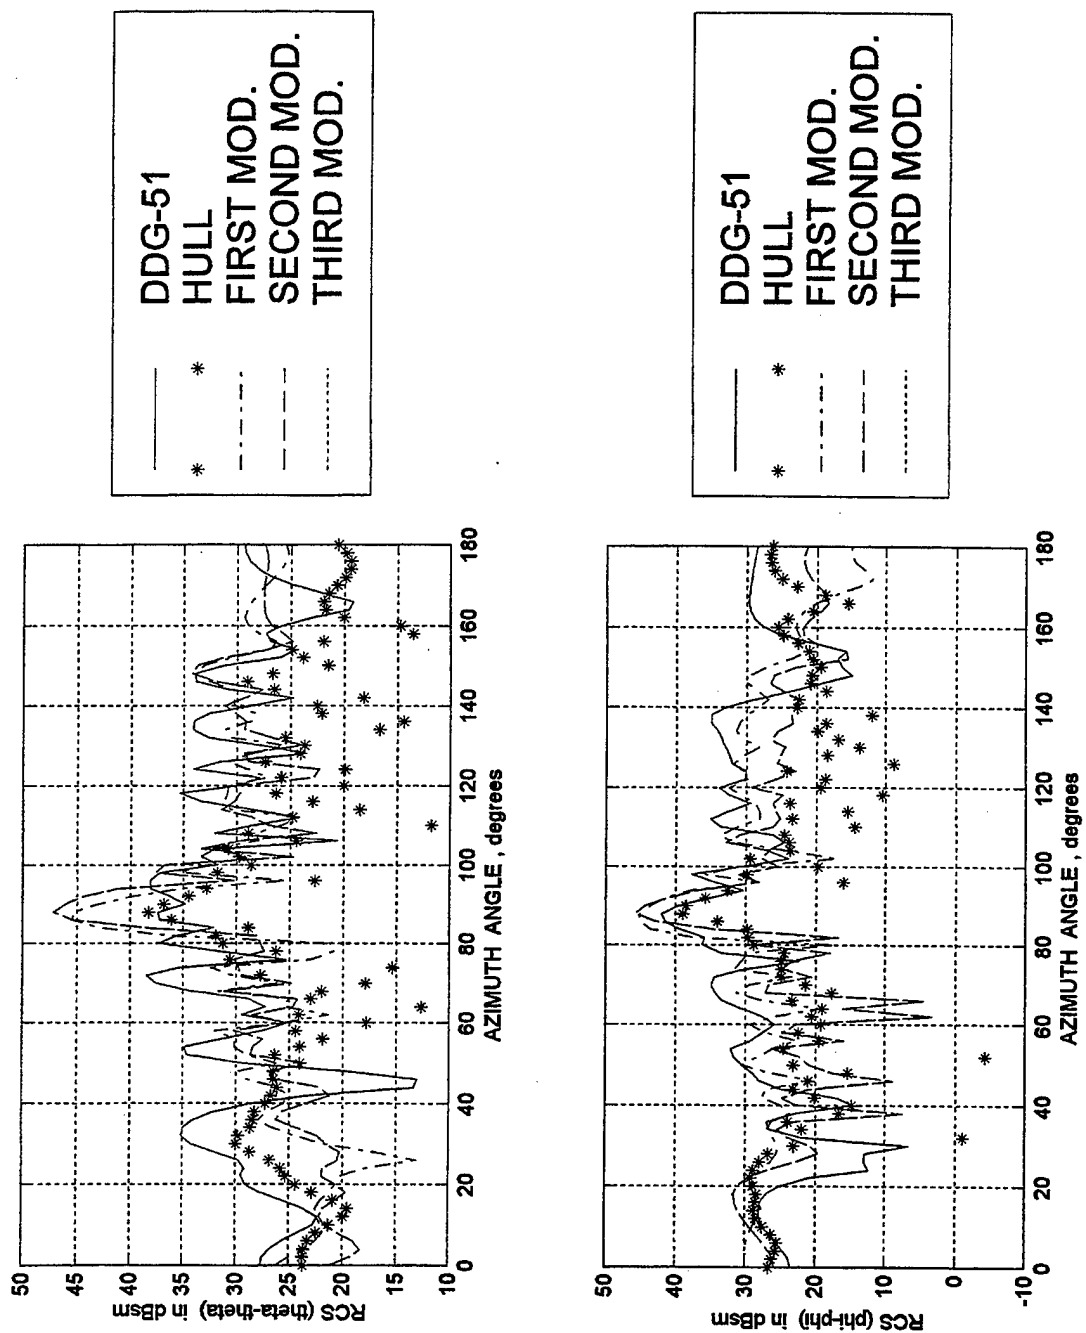 DDG-51
HULL
FIRST MOD.
SECOND MOD.
THIRD MOD.
50
45
40
35
30
25
20
15
10
RCS (theta-theta) in dBsm
0
20
40
60
80
100
120
140
160
180
AZIMUTH ANGLE , degrees
DDG-51
HULL
FIRST MOD.
SECOND MOD.
THIRD MOD.
50
40
30
20
10
0
-10
RCS (phi-phi) in dBsm
0
20
40
60
80
100
120
140
160
180
AZIMUTH ANGLE , degrees